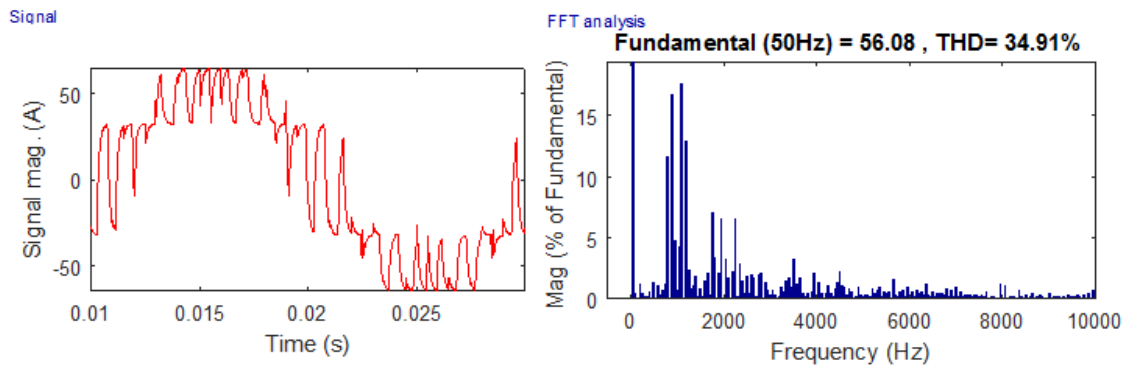 Signal
50
0
-50
Signal mag. (A)
0.01
0.015
0.02
0.025
Time (s)
FFT analysis
Fundamental (50Hz) = 56.08 , THD= 34.91%
15
10
5
0
Mag (% of Fundamental)
0
2000
4000
6000
8000
10000
Frequency (Hz)